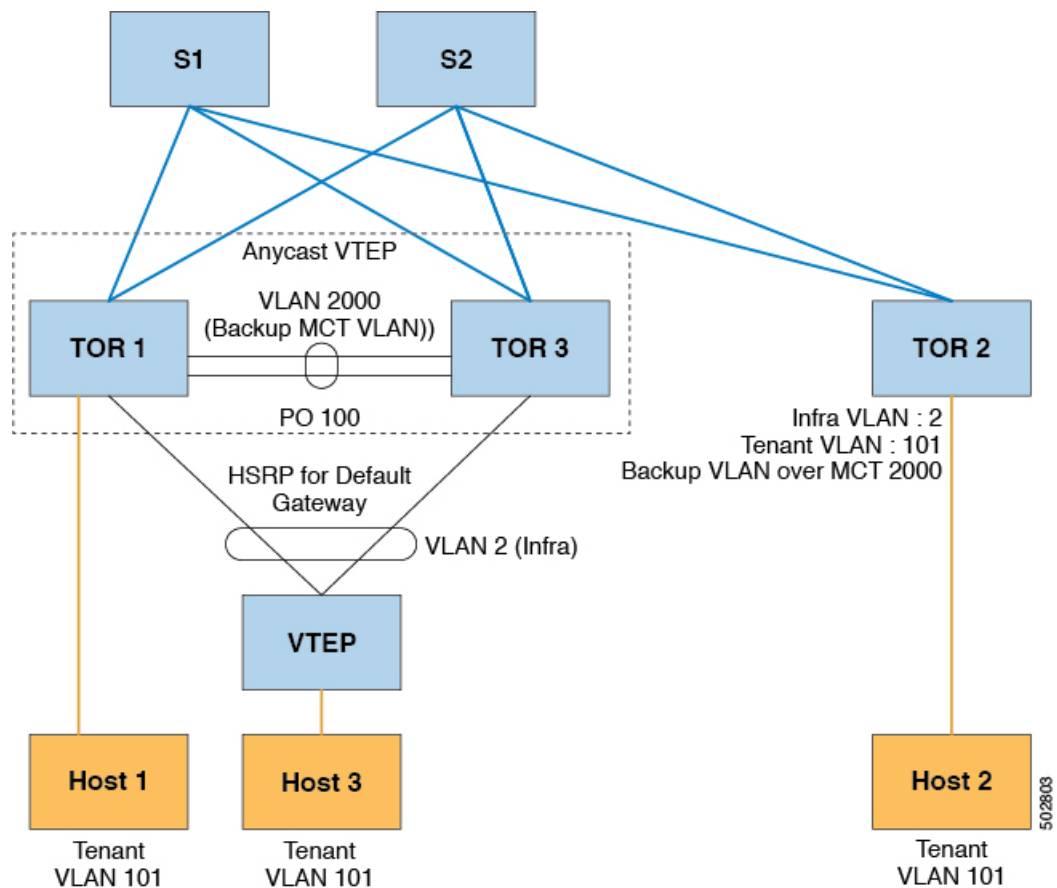 S1
S2
Anycast VTEP
VLAN 2000
(Backup MCT VLAN))
TOR 1
TOR 3
TOR 2
PO 100
Infra VLAN : 2
Tenant VLAN : 101
Backup VLAN over MCT 2000
HSRP for Default
Gateway
VLAN 2 (Infra)
VTEP
Host 1
Host 3
Host 2
Tenant
VLAN 101
Tenant
VLAN 101
Tenant
VLAN 101
502803